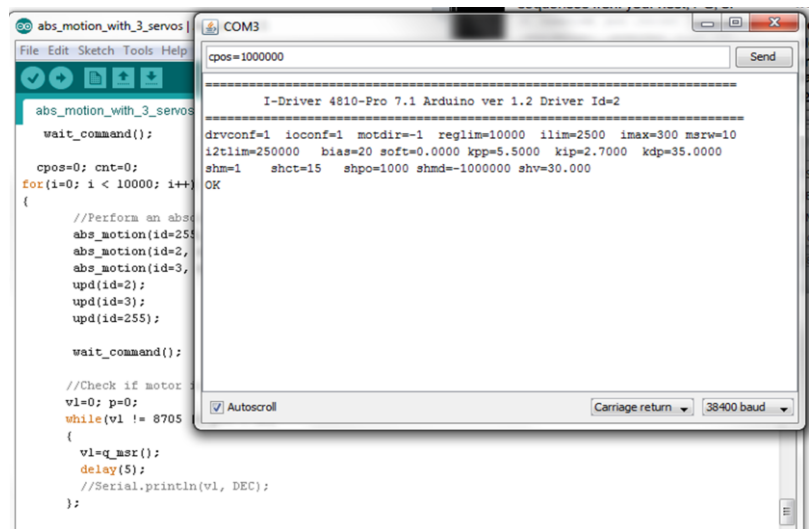 abs_motion_with_3_servos |
File Edit Sketch Tools Help
abs_motion_with_3_servos
wait_command();
cpos=0; cnt=0;
for(i=0; i < 10000; i++)
{
//Perform an abs
abs_motion(id=255
abs_motion(id=2,
abs_motion(id=3,
upd(id=2);
upd(id=3);
upd(id=255);
wait_command();
//Check if motor
vl=0; p=0;
while(vl != 8705
{
vl=q_msr();
delay(5);
//Serial.println(vl, DEC);
};
COM3
cpos=1000000
Send
======================================================================
I-Driver 4810-Pro 7.1 Arduino ver 1.2 Driver Id=2
======================================================================
drvconf=1 ioconf=1 motdir=-1 reglim=10000 ilim=2500 imax=300 msrw=10
i2tlim=250000 bias=20 soft=0.0000 kpp=5.5000 kip=2.7000 kdp=35.0000
shm=1 shct=15 shpo=1000 shmd=-1000000 shv=30.000
OK
Autoscroll
Carriage return
38400 baud